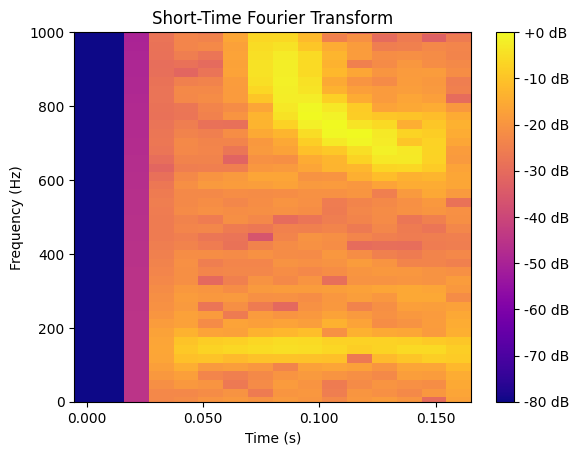 Short-Time Fourier Transform
1000
800
600
400
200
0
Frequency (Hz)
0.000
0.050
0.100
0.150
Time (s)
+0 dB
-10 dB
-20 dB
-30 dB
-40 dB
-50 dB
-60 dB
-70 dB
-80 dB